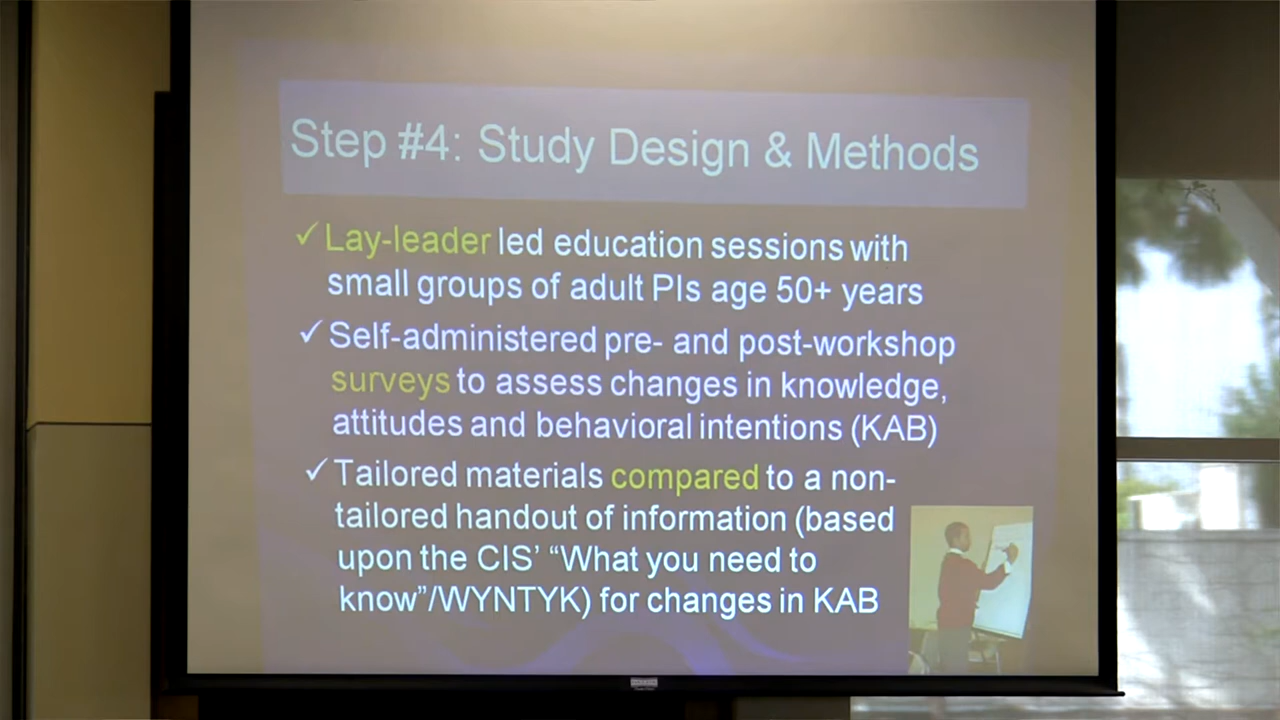 Step #4: Study Design & Methods
✓ Lay-leader led education sessions with
small groups of adult PIs age 50+ years
✓ Self-administered pre- and post-workshop
surveys to assess changes in knowledge,
attitudes and behavioral intentions (KAB)
✓ Tailored materials compared to a non-
tailored handout of information (based
upon the CIS’ “What you need to
know”/WYNTYK) for changes in KAB